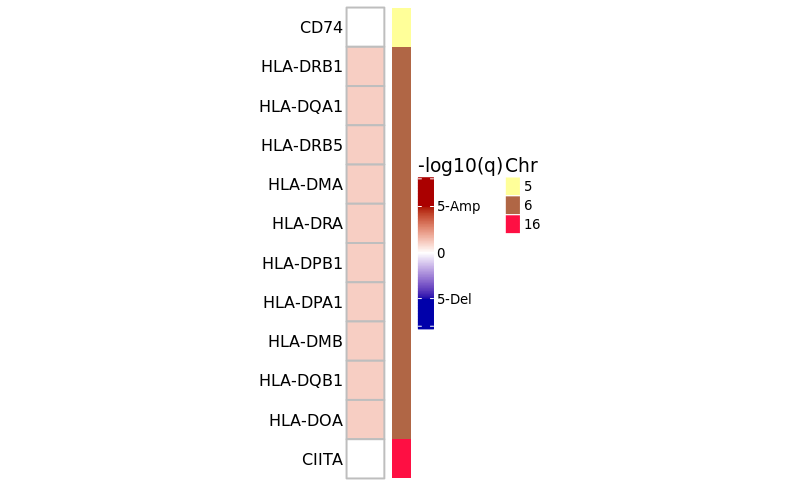 CD74
HLA-DRB1
HLA-DQA1
HLA-DRB5
HLA-DMA
HLA-DRA
HLA-DPB1
HLA-DPA1
HLA-DMB
HLA-DQB1
HLA-DOA
CIITA
-log10(q)
5-Amp
0
5-Del
Chr
5
6
16